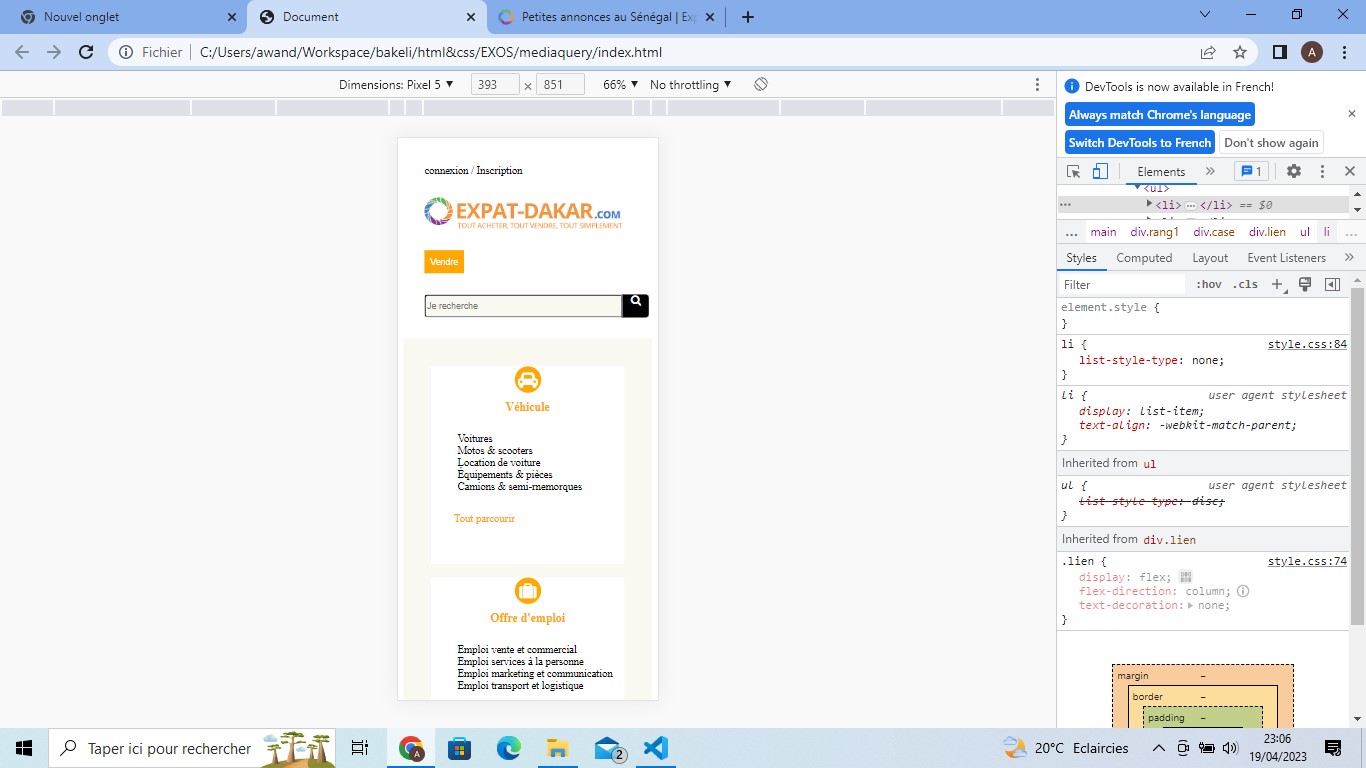 Nouvel onglet
Document
Petites annonces au Sénégal | Exp
Fichier
C:/Users/awand/Workspace/bakeli/html&css/EXOS/mediaquery/index.html
A
Dimensions: Pixel 5
393 × 851
66%
No throttling
connexion / Inscription
EXPAT-DAKAR.COM
TOUT ACHETER, TOUT VENDRE, TOUT SIMPLEMENT
Vendre
Je recherche
Véhicule
Voitures
Motos & scooters
Location de voiture
Équipements & pièces
Camions & semi-rnemorques
Tout parcourir
Offre d'emploi
Emploi vente et commercial
Emploi services à la personne
Emploi marketing et communication
Emploi transport et logistique
DevTools is now available in French!
Always match Chrome's language
Switch DevTools to French
Don't show again
Elements
1
<ul>
<li> … </li> == $0
… main div.rang1 div.case div.lien ul li …
Styles Computed Layout Event Listeners
Filter
:hov .cls
element.style {
}
li { style.css:84
list-style-type: none;
}
li { user agent stylesheet
display: list-item;
text-align: -webkit-match-parent;
}
Inherited from ul
ul { user agent stylesheet
list-style-type: disc;
}
Inherited from div.lien
.lien { style.css:74
display: flex;
flex-direction: column;
text-decoration: none;
}
margin –
border –
padding –
Taper ici pour rechercher
A
2
20°C Eclaircies
23:06
19/04/2023